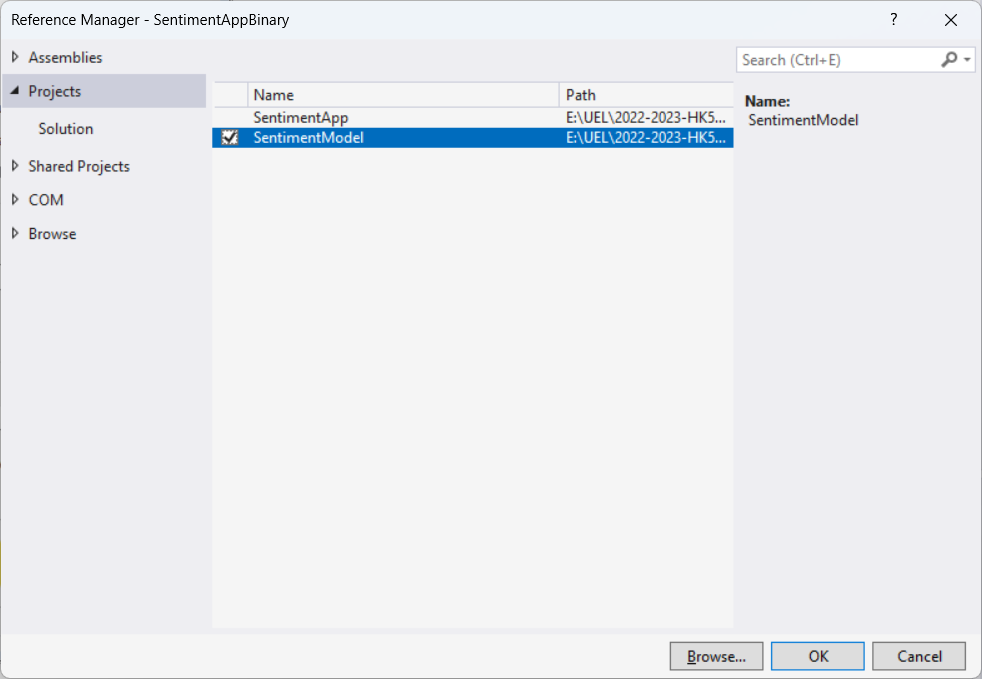 Reference Manager - SentimentAppBinary ?
Assemblies
Projects
Solution
Shared Projects
COM
Browse
Name Path
SentimentApp E:\UEL\2022-2023-HK5...
SentimentModel E:\UEL\2022-2023-HK5...
Search (Ctrl+E)
Name:
SentimentModel
Browse... OK Cancel